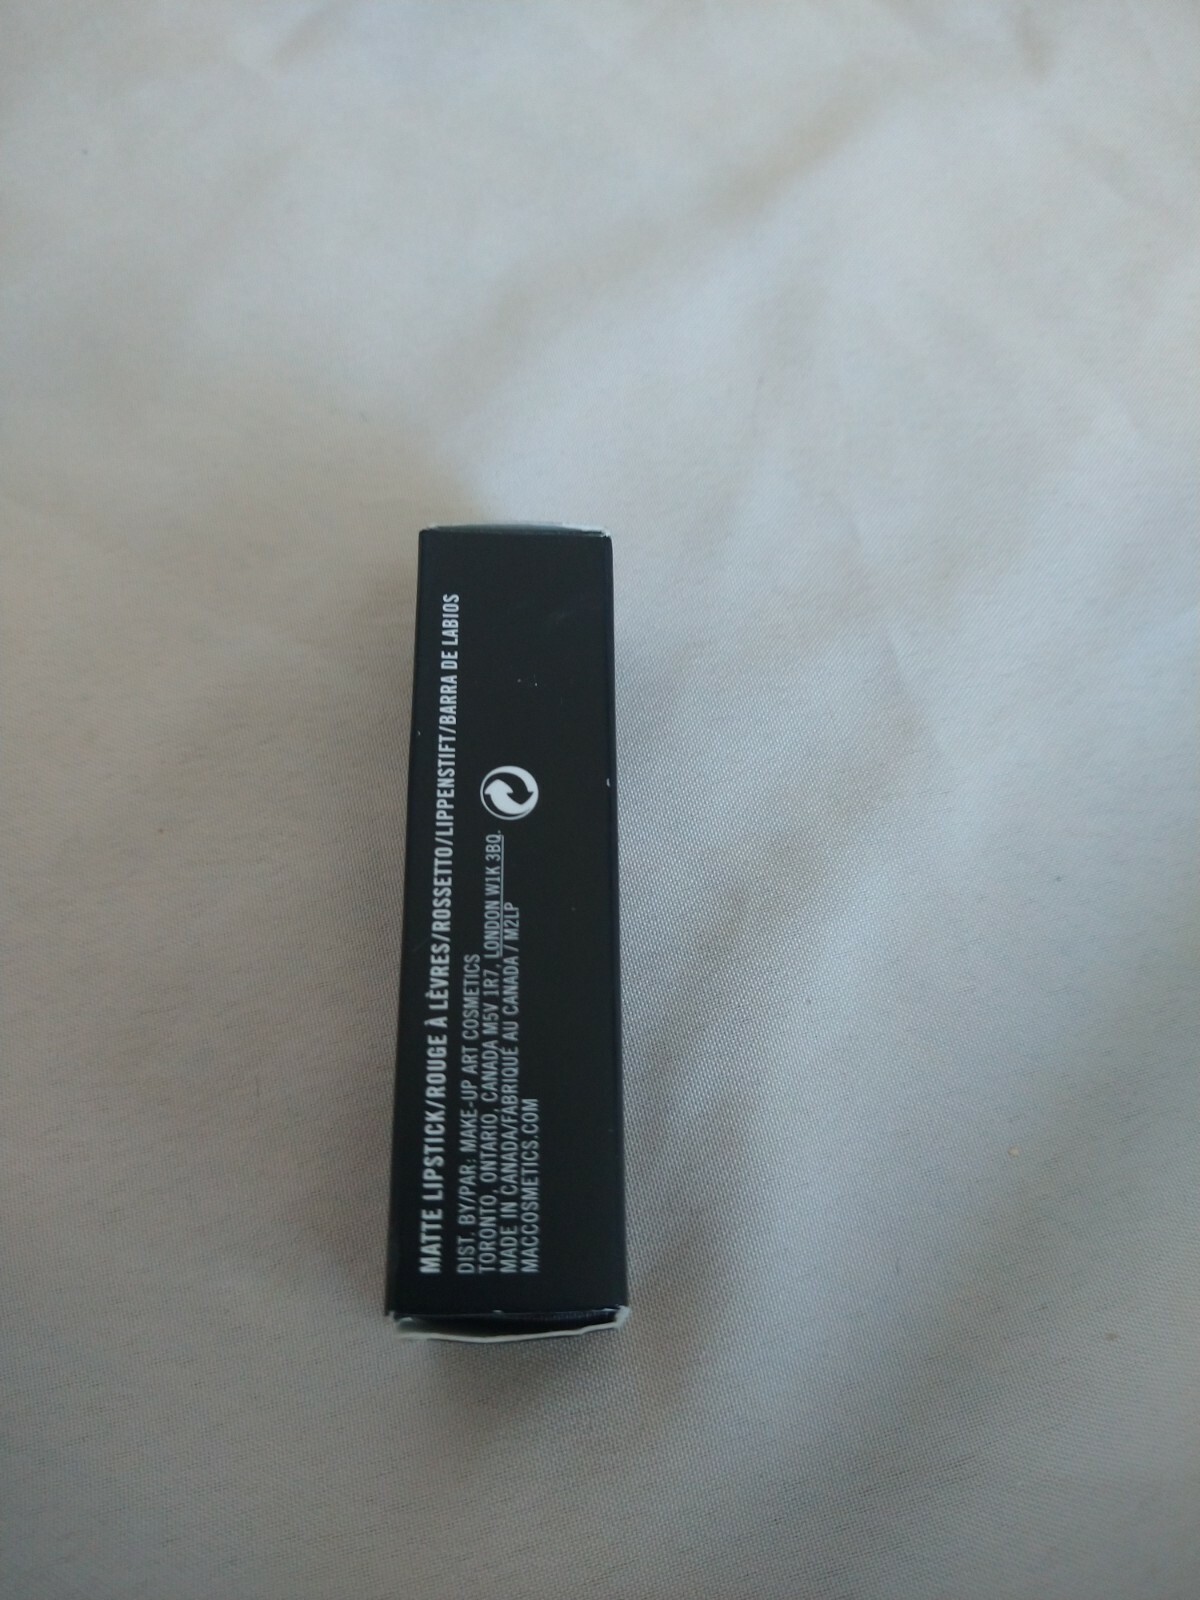 MATTE LIPSTICK/ROUGE À LÈVRES/ROSSETTO/LIPPENSTIFT/BARRA DE LABIOS
DIST. BY/PAR: MAKE-UP ART COSMETICS
TORONTO, ONTARIO, CANADA M5V 1R7, LONDON W1K 3BQ.
MADE IN CANADA/FABRIQUÉ AU CANADA / M2LP
MACCOSMETICS.COM